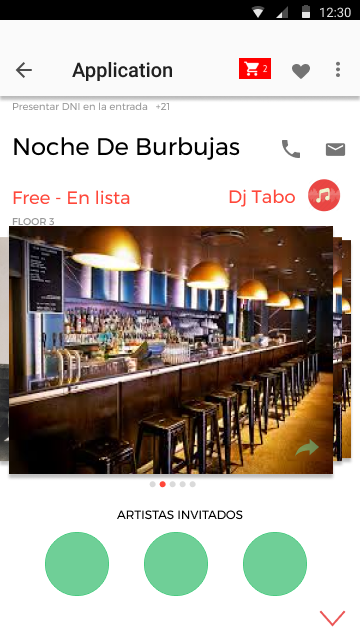 12:30
Application
2
Presentar DNI en la entrada +21
Noche De Burbujas
Free - En lista
Dj Tabo
FLOOR 3
ARTISTAS INVITADOS